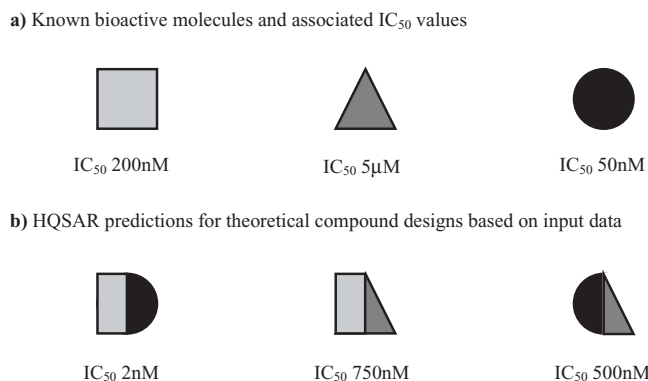 a) Known bioactive molecules and associated IC₅₀ values
IC₅₀ 200nM
IC₅₀ 5μM
IC₅₀ 50nM
b) HQSAR predictions for theoretical compound designs based on input data
IC₅₀ 2nM
IC₅₀ 750nM
IC₅₀ 500nM